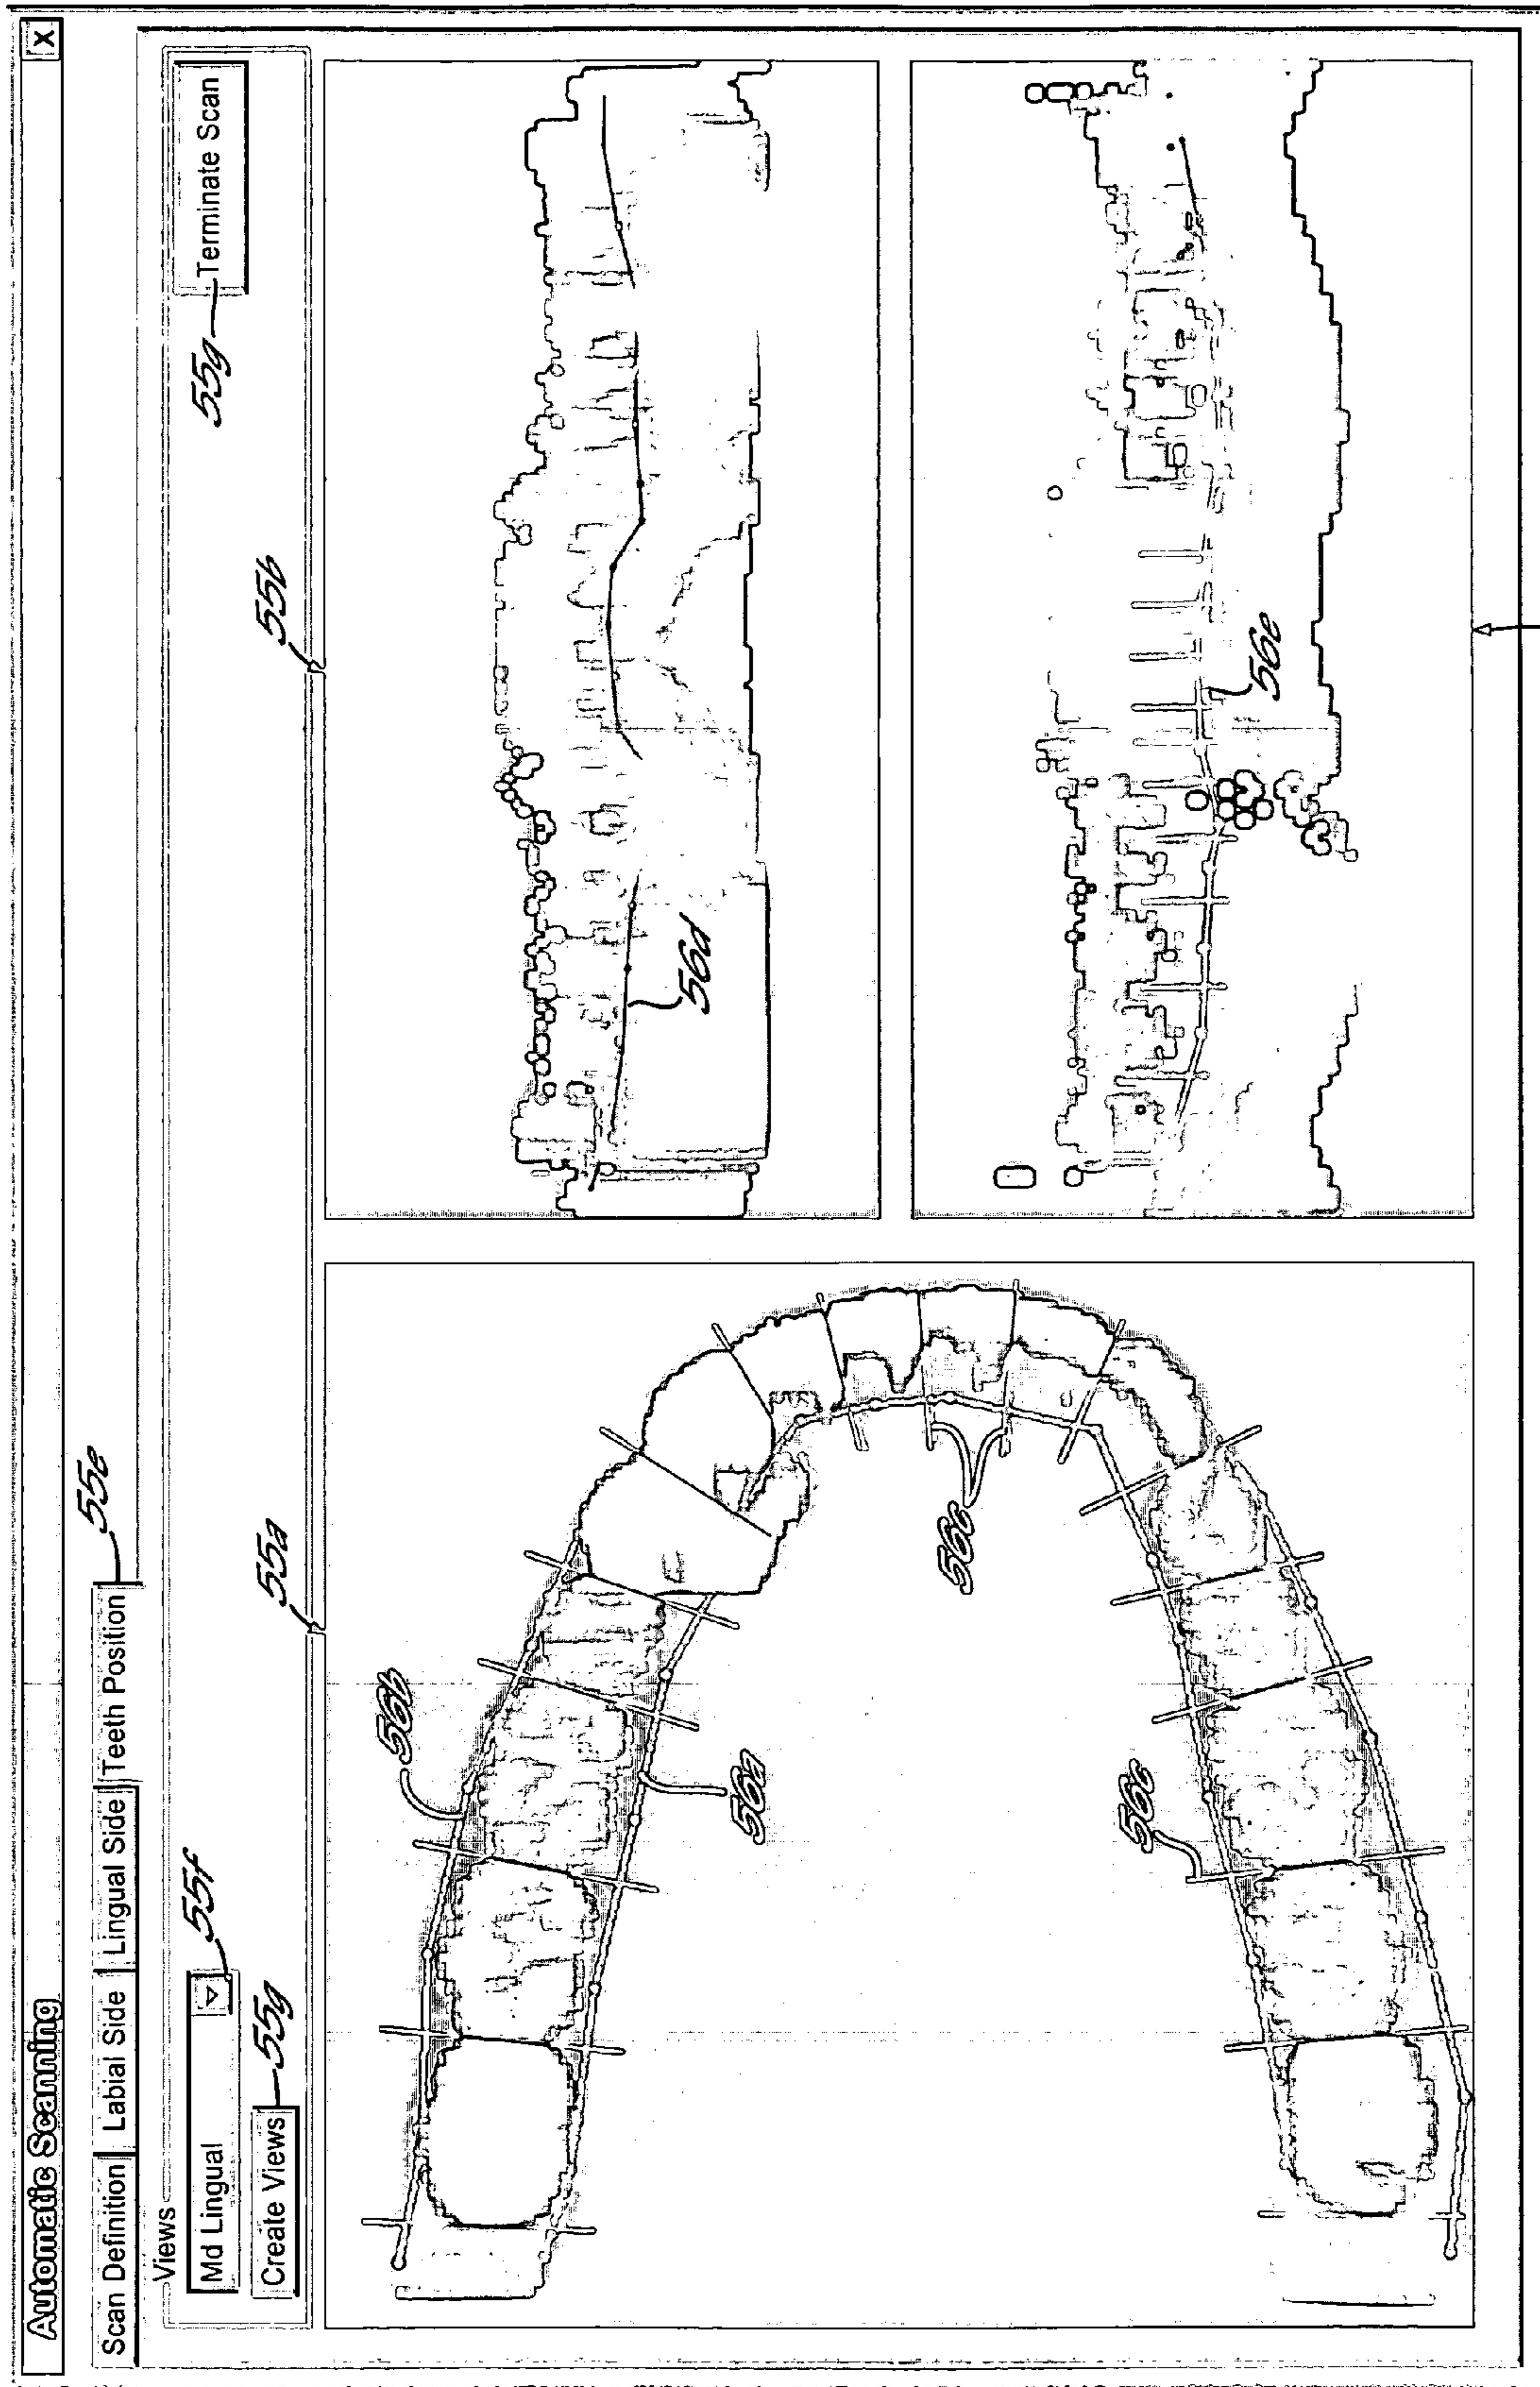 Automatic Scanning
X
Scan Definition
Labial Side
Lingual Side
Teeth Position
55e
Views
Md Lingual
55f
Create Views
55g
55g
Terminate Scan
55a
55b
56b
56a
56c
56c
56d
56e